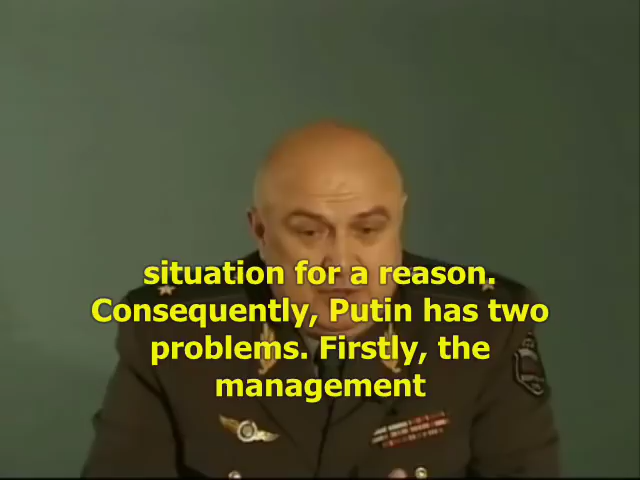 situation for a reason.
Consequently, Putin has two
problems. Firstly, the
management